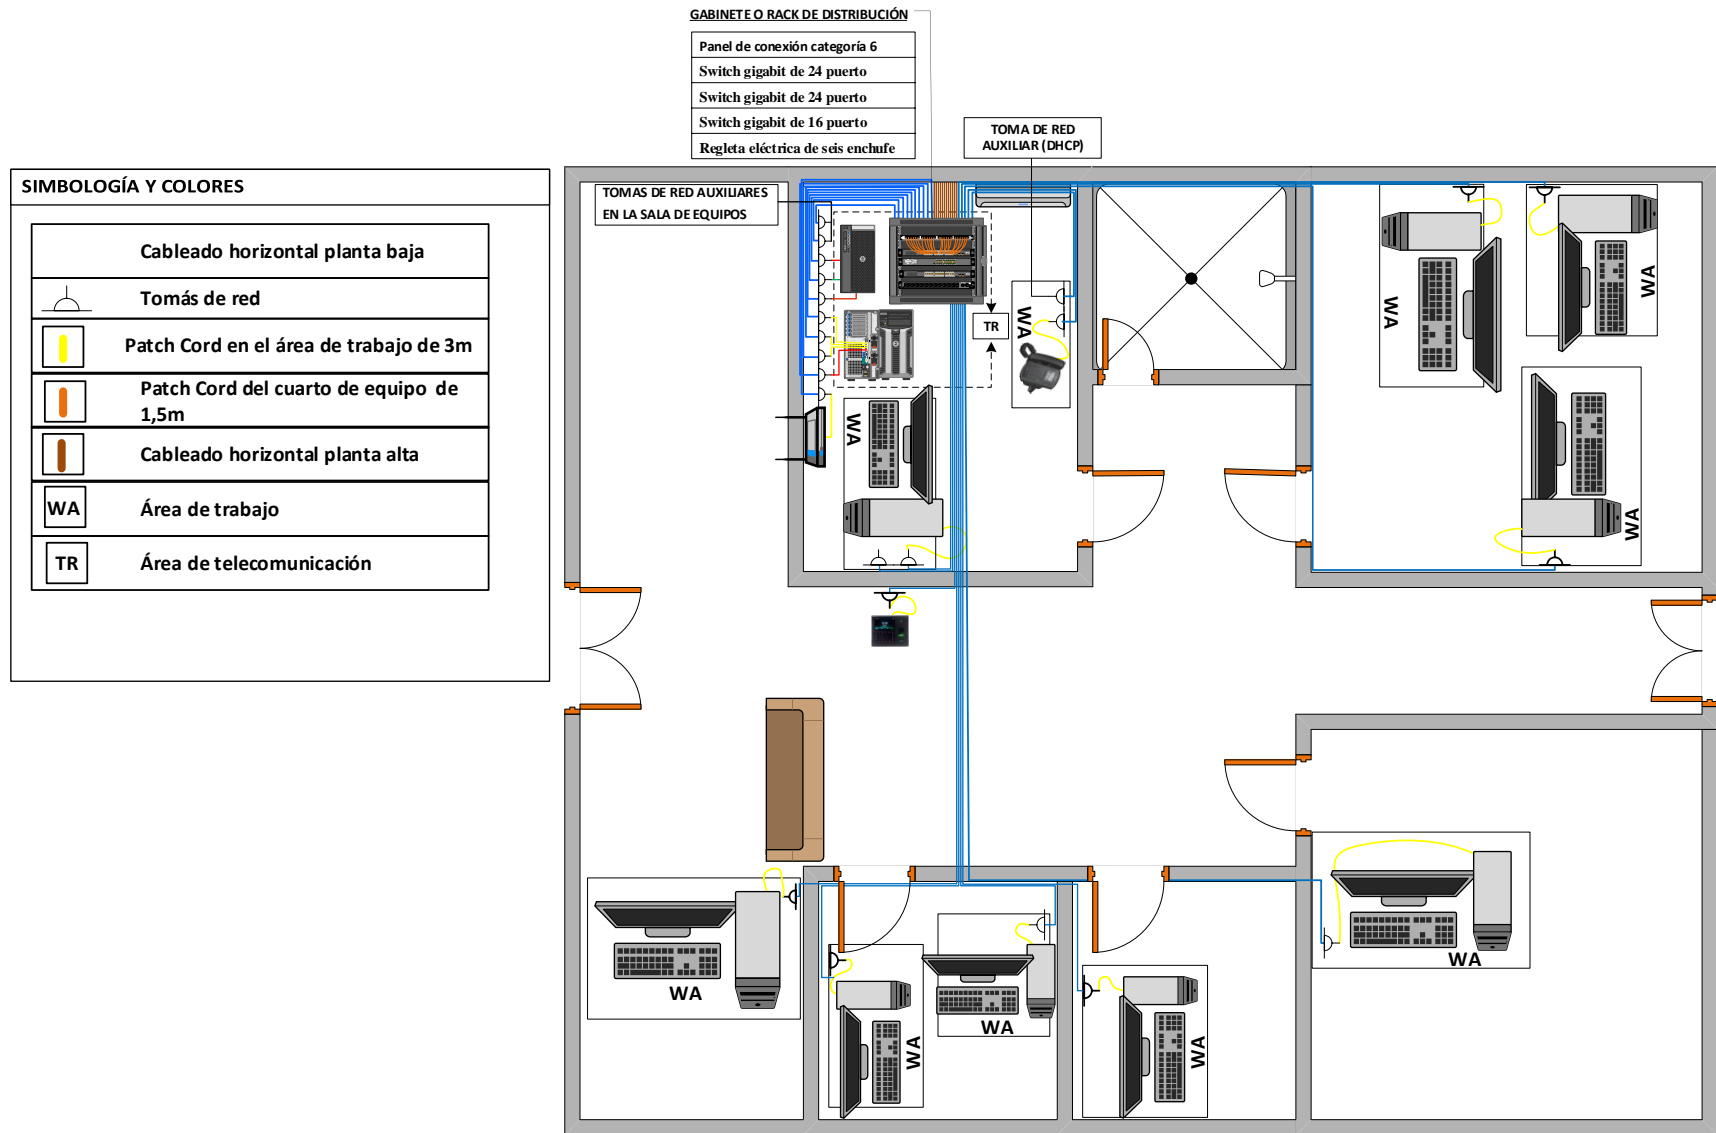 GABINETE O RACK DE DISTRIBUCIÓN
Panel de conexión categoría 6
Switch gigabit de 24 puerto
Switch gigabit de 24 puerto
Switch gigabit de 16 puerto
Regleta eléctrica de seis enchufe
TOMA DE RED
AUXILIAR (DHCP)
SIMBOLOGÍA Y COLORES
Cableado horizontal planta baja
Tomás de red
Patch Cord en el área de trabajo de 3m
Patch Cord del cuarto de equipo de
1,5m
Cableado horizontal planta alta
WA
Área de trabajo
TR
Área de telecomunicación
TOMAS DE RED AUXILIARES
EN LA SALA DE EQUIPOS
TR
WA
WA
WA
WA
WA
WA
WA
WA
WA
WA